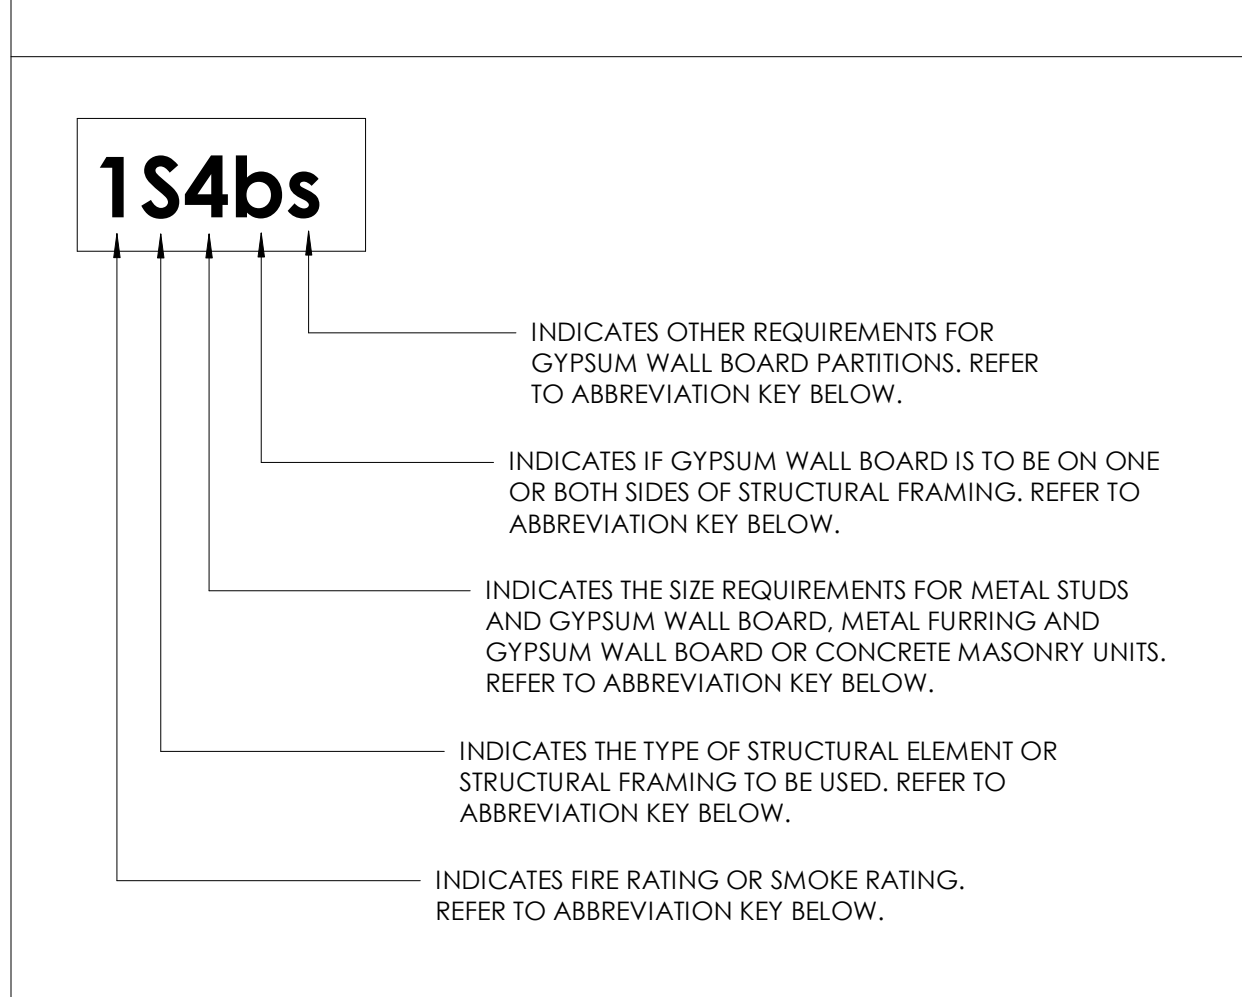 1S4bs
INDICATES OTHER REQUIREMENTS FOR
GYPSUM WALL BOARD PARTITIONS. REFER
TO ABBREVIATION KEY BELOW.
INDICATES IF GYPSUM WALL BOARD IS TO BE ON ONE
OR BOTH SIDES OF STRUCTURAL FRAMING. REFER TO
ABBREVIATION KEY BELOW.
INDICATES THE SIZE REQUIREMENTS FOR METAL STUDS
AND GYPSUM WALL BOARD, METAL FURRING AND
GYPSUM WALL BOARD OR CONCRETE MASONRY UNITS.
REFER TO ABBREVIATION KEY BELOW.
INDICATES THE TYPE OF STRUCTURAL ELEMENT OR
STRUCTURAL FRAMING TO BE USED. REFER TO
ABBREVIATION KEY BELOW.
INDICATES FIRE RATING OR SMOKE RATING.
REFER TO ABBREVIATION KEY BELOW.